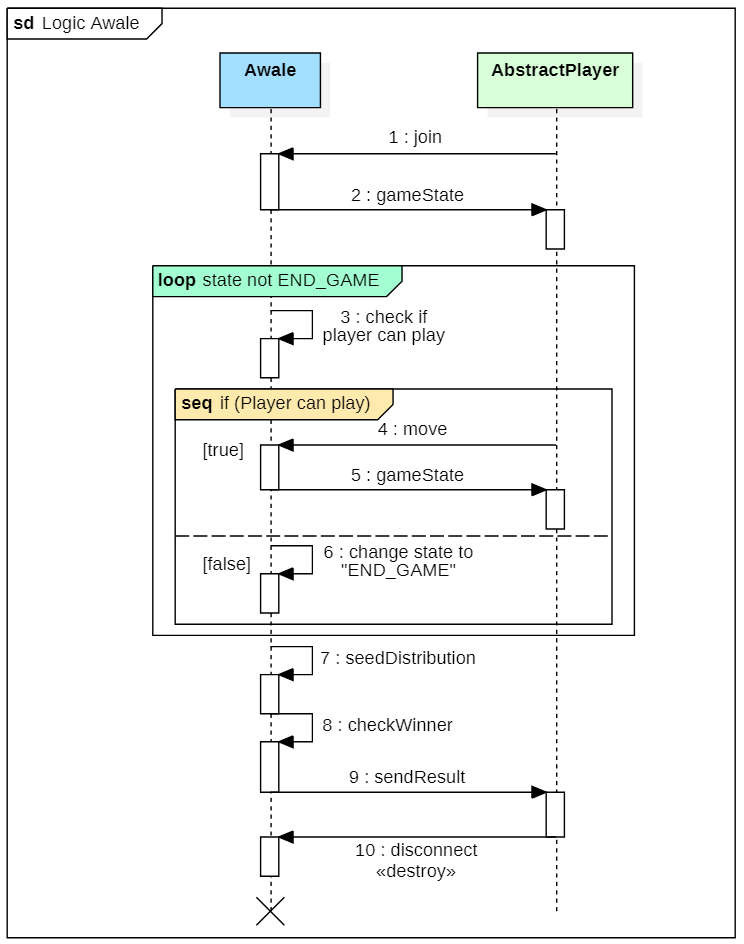 sd Logic Awale
Awale
AbstractPlayer
1 : join
2 : gameState
loop state not END_GAME
3 : check if
player can play
seq if (Player can play)
4 : move
[true]
5 : gameState
6 : change state to
"END_GAME"
[false]
7 : seedDistribution
8 : checkWinner
9 : sendResult
10 : disconnect
«destroy»